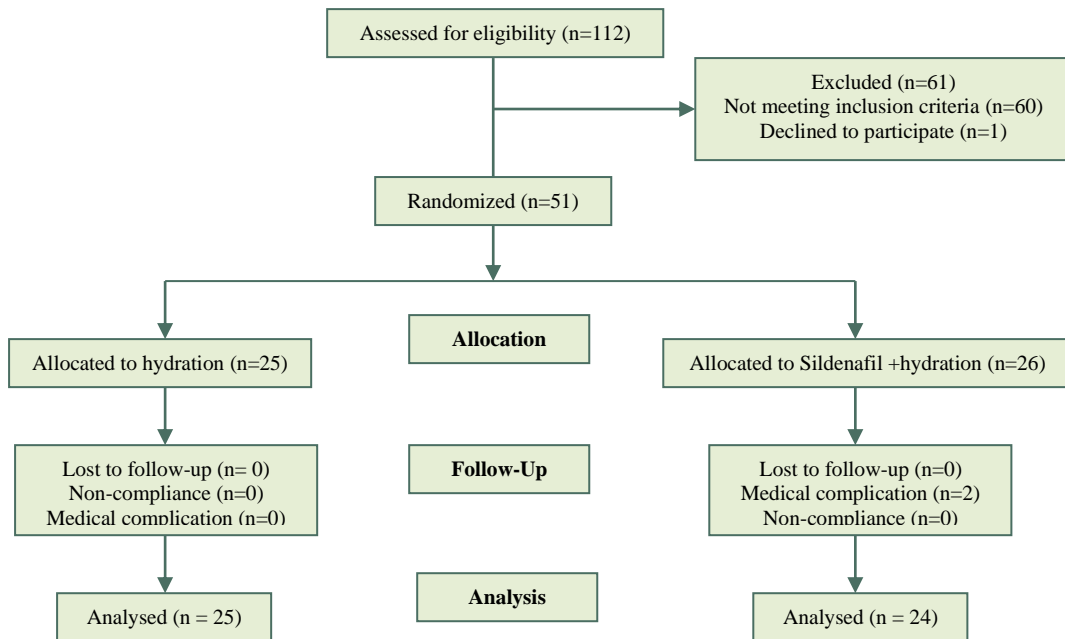 Assessed for eligibility (n=112)
Excluded (n=61)
Not meeting inclusion criteria (n=60)
Declined to participate (n=1)
Randomized (n=51)
Allocation
Allocated to hydration (n=25)
Allocated to Sildenafil +hydration (n=26)
Lost to follow-up (n= 0)
Non-compliance (n=0)
Medical complication (n=0)
Follow-Up
Lost to follow-up (n=0)
Medical complication (n=2)
Non-compliance (n=0)
Analysis
Analysed (n = 25)
Analysed (n = 24)